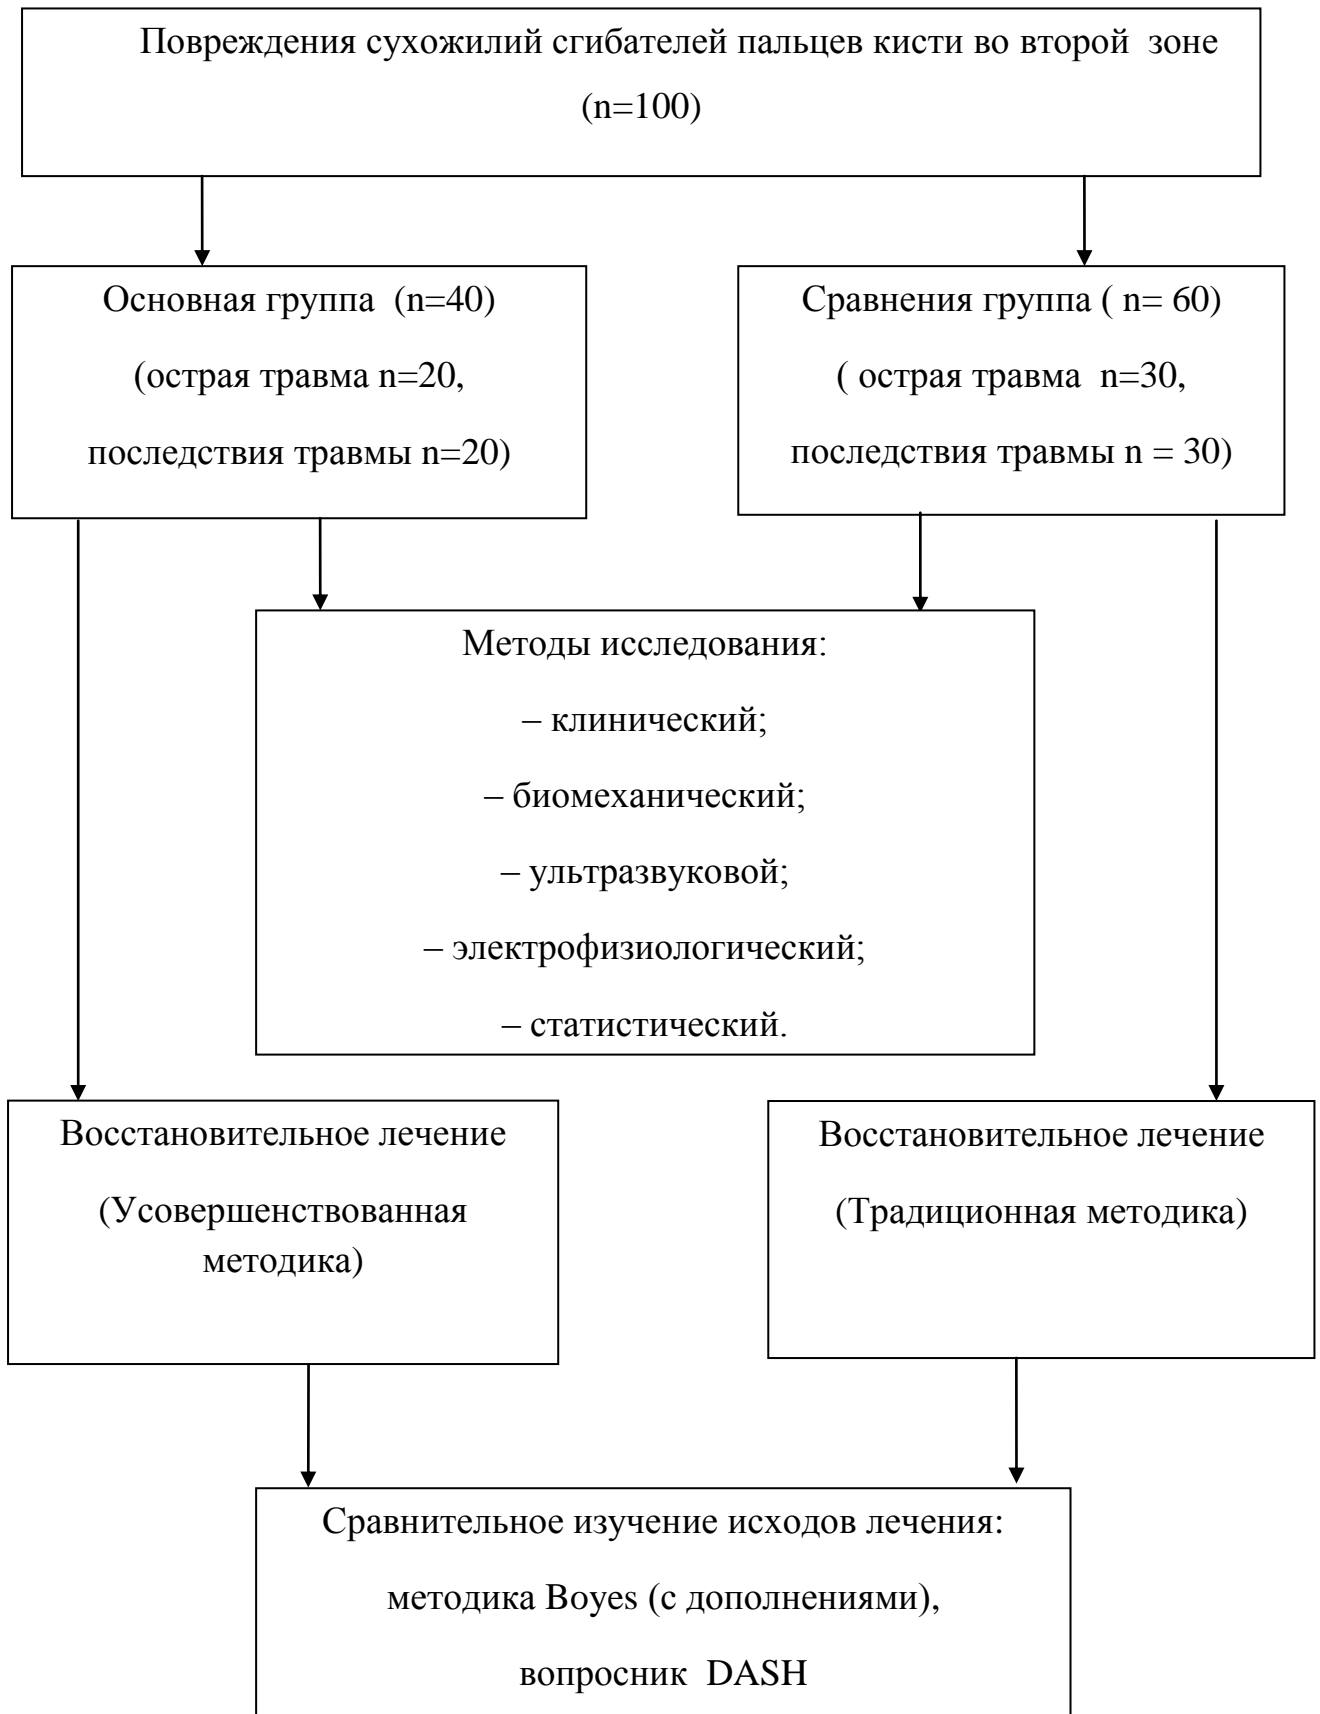 Повреждения сухожилий сгибателей пальцев кисти во второй зоне
(n=100)
Основная группа (n=40)
(острая травма n=20,
последствия травмы n=20)
Сравнения группа ( n= 60)
( острая травма n=30,
последствия травмы n = 30)
Методы исследования:
– клинический;
– биомеханический;
– ультразвуковой;
– электрофизиологический;
– статистический.
Восстановительное лечение
(Усовершенствованная
методика)
Восстановительное лечение
(Традиционная методика)
Сравнительное изучение исходов лечения:
методика Boyes (с дополнениями),
вопросник DASH